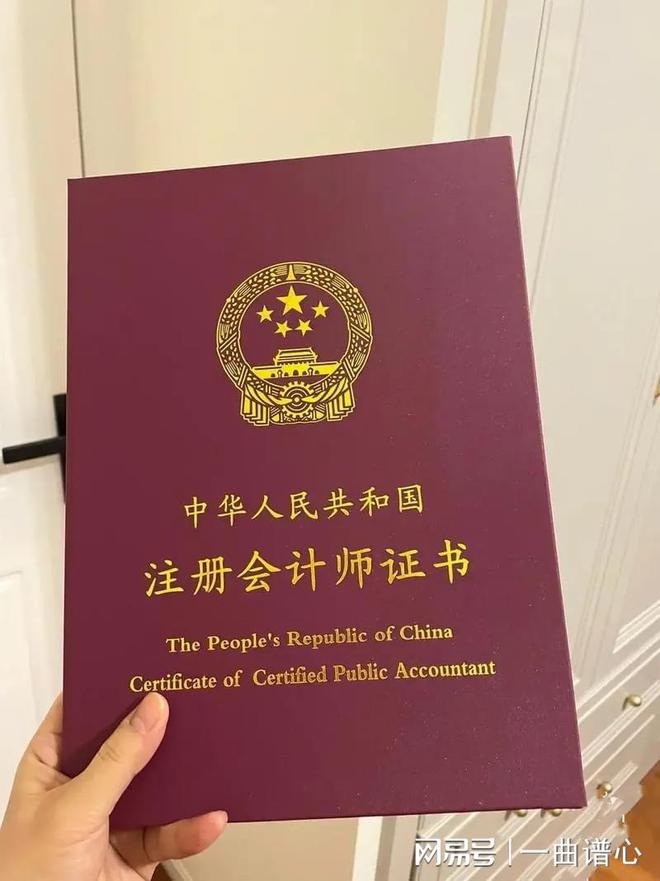 中华人民共和国
注册会计师证书
The People's Republic of China
Certificate of Certified Public Accountant
网易号 | 一曲谱心